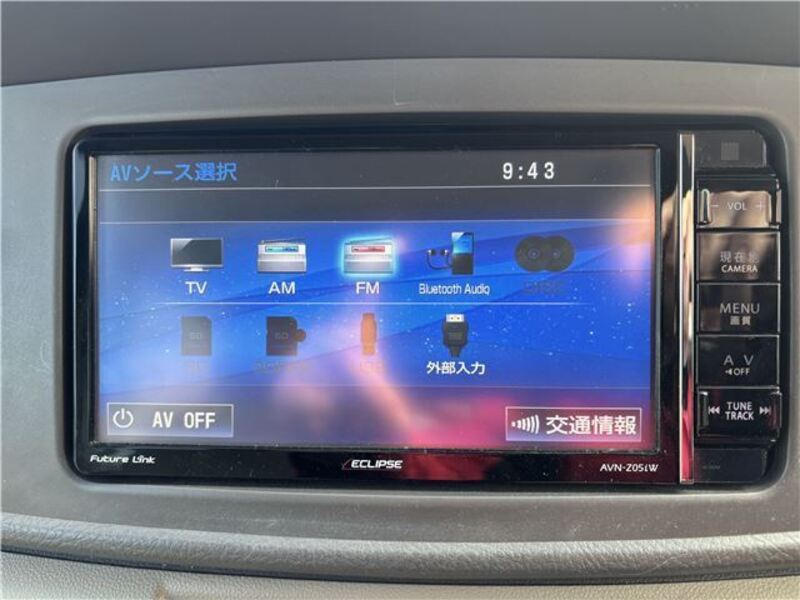 AVソース選択
9:43
TV
AM
FM
Bluetooth Audio
SD
SD
外部入力
AV OFF
交通情報
Future Link
ECLIPSE
AVN-Z05iW
− VOL +
現在地
CAMERA
MENU
画質
AV
OFF
TUNE
TRACK